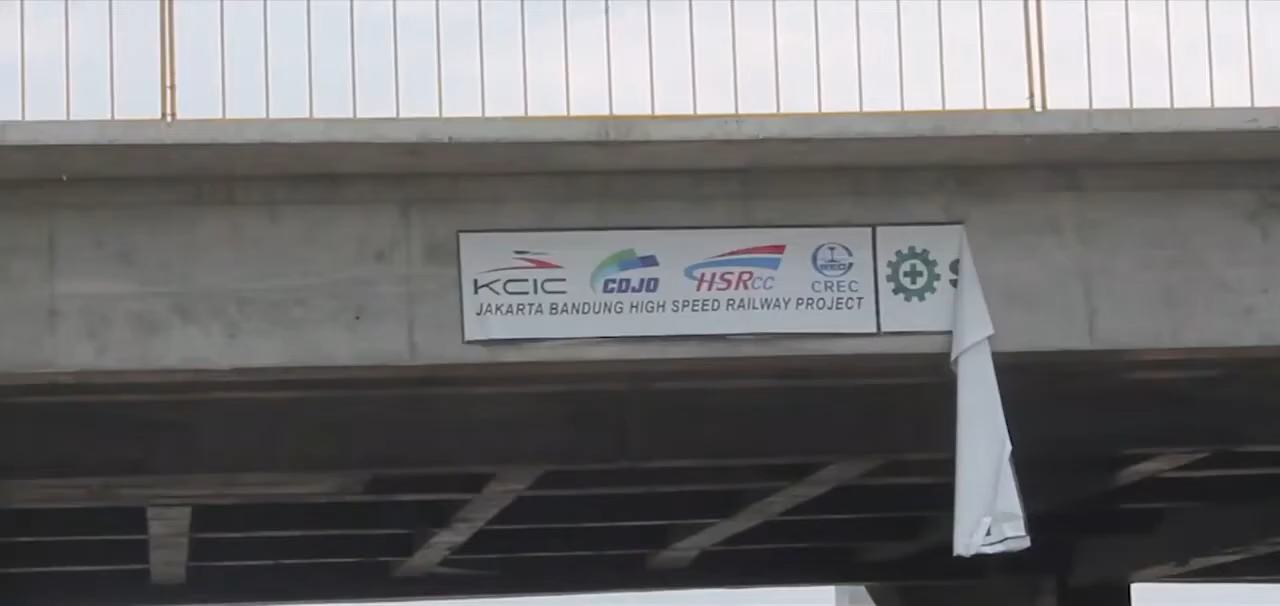 KCIC CDJO HSRCC CREC
JAKARTA BANDUNG HIGH SPEED RAILWAY PROJECT